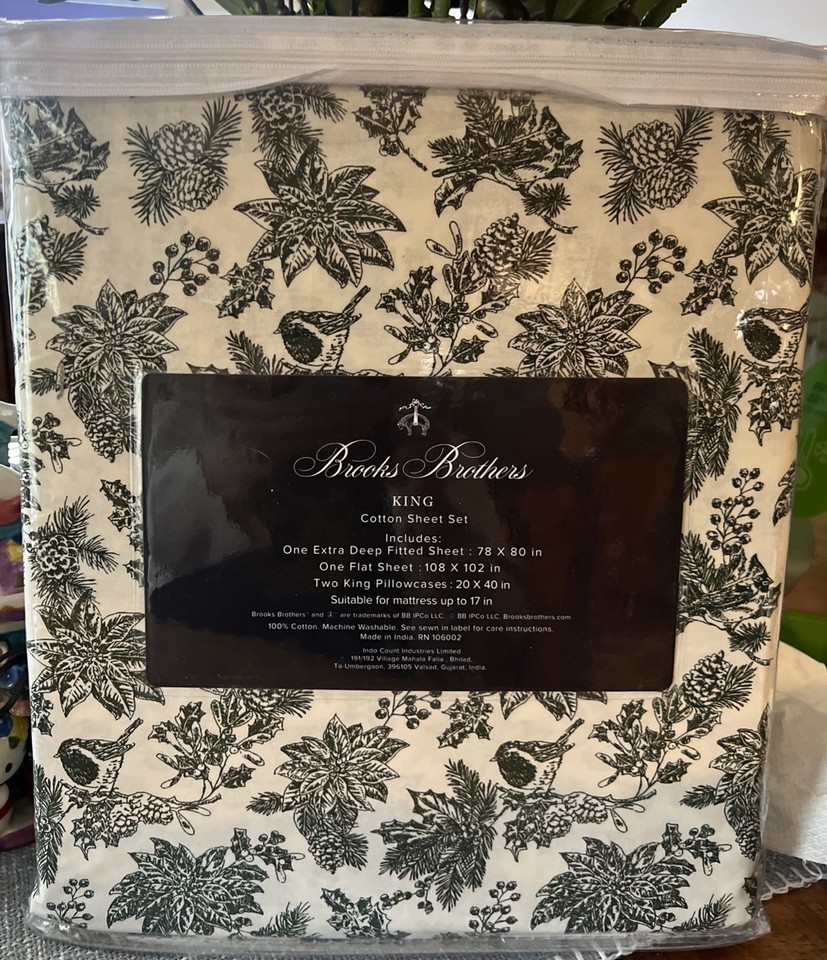 Brooks Brothers
KING
Cotton Sheet Set
Includes:
One Extra Deep Fitted Sheet : 78 X 80 in
One Flat Sheet : 108 X 102 in
Two King Pillowcases : 20 X 40 in
Suitable for mattress up to 17 in
Brooks Brothers™ and are trademarks of BB IPCo LLC. © BB IPCo LLC. Brooksbrothers.com
100% Cotton. Machine Washable. See sewn in label for care instructions.
Made in India. RN 106002
Indo Count Industries Limited
191/192 Village Mahala Falia , Bhilad,
Ta-Umbergaon, 396105 Valsad, Gujarat, India.